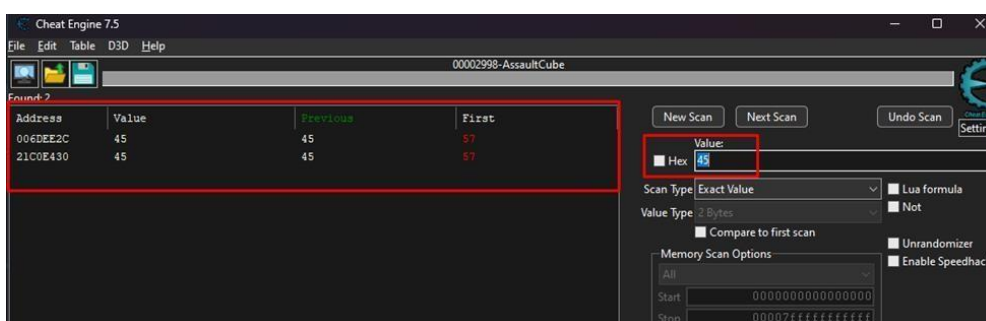 Cheat Engine 7.5
File Edit Table D3D Help
00002998-AssaultCube
Found: 2
Address Value Previous First
006DEE2C 45 45 57
21C0E430 45 45 57
New Scan Next Scan Undo Scan
Value:
Hex 45
Scan Type Exact Value
Lua formula
Value Type 2 Bytes
Not
Compare to first scan
Memory Scan Options
Unrandomizer
Enable Speedhac
All
Start 0000000000000000
Stop 00007fffffffffff